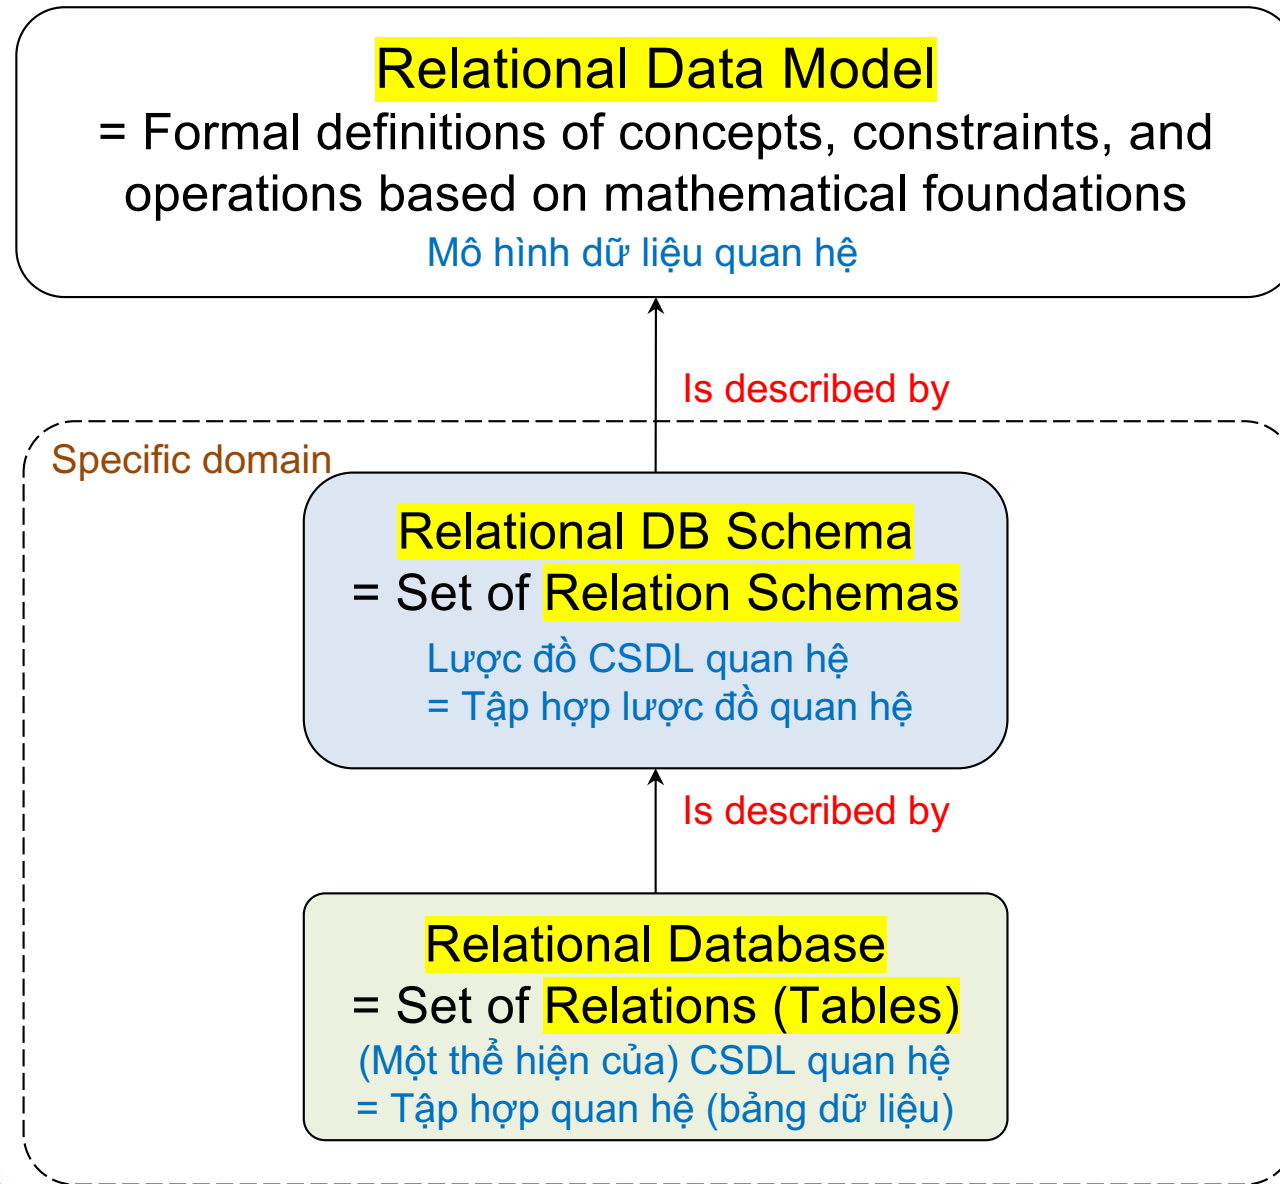 Relational Data Model
= Formal definitions of concepts, constraints, and
operations based on mathematical foundations
Mô hình dữ liệu quan hệ
Is described by
Specific domain
Relational DB Schema
= Set of Relation Schemas
Lược đồ CSDL quan hệ
= Tập hợp lược đồ quan hệ
Is described by
Relational Database
= Set of Relations (Tables)
(Một thể hiện của) CSDL quan hệ
= Tập hợp quan hệ (bảng dữ liệu)